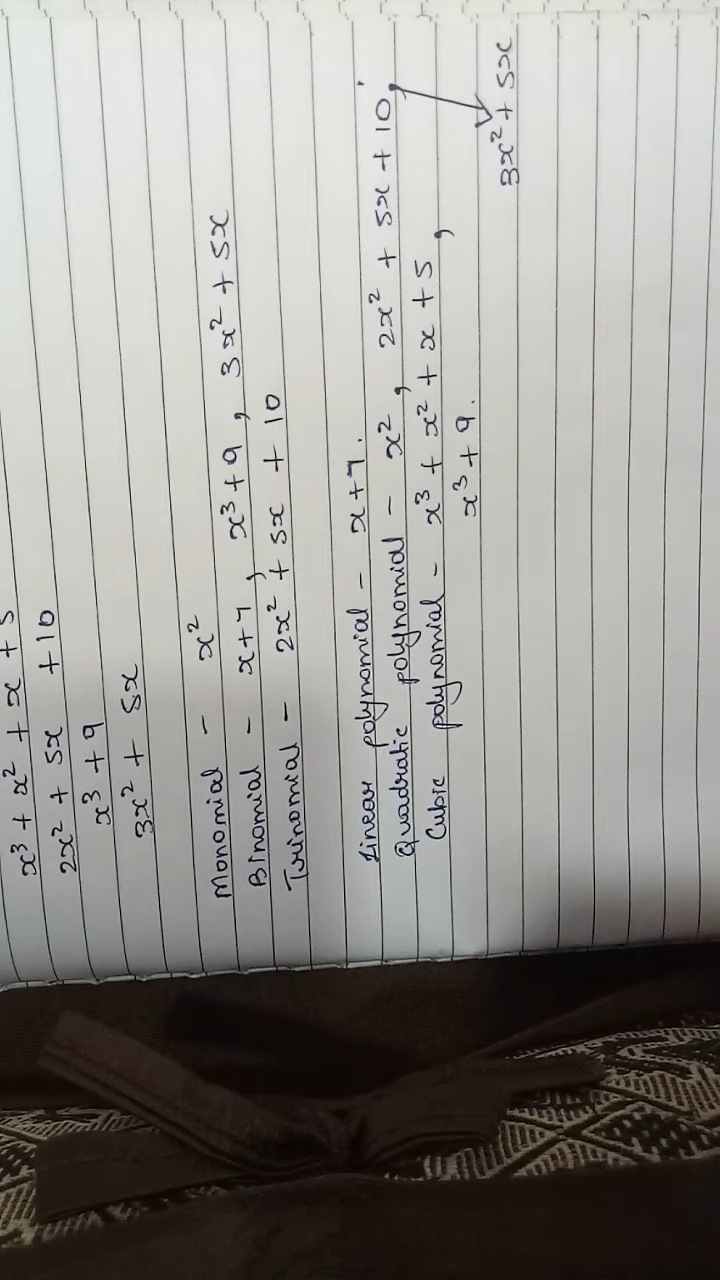 x³ + x² + x + 5
2x² + 5x + 10
x³ + 9
3x² + 5x
Monomial - x²
Binomial - x+7, x³+9, 3x² + 5x
Trinomial - 2x² + 5x + 10
Linear polynomial - x+7.
Quadratic polynomial - x², 2x² + 5x + 10,
Cubic polynomial - x³ + x² + x + 5,
x³ + 9.
3x² + 5x